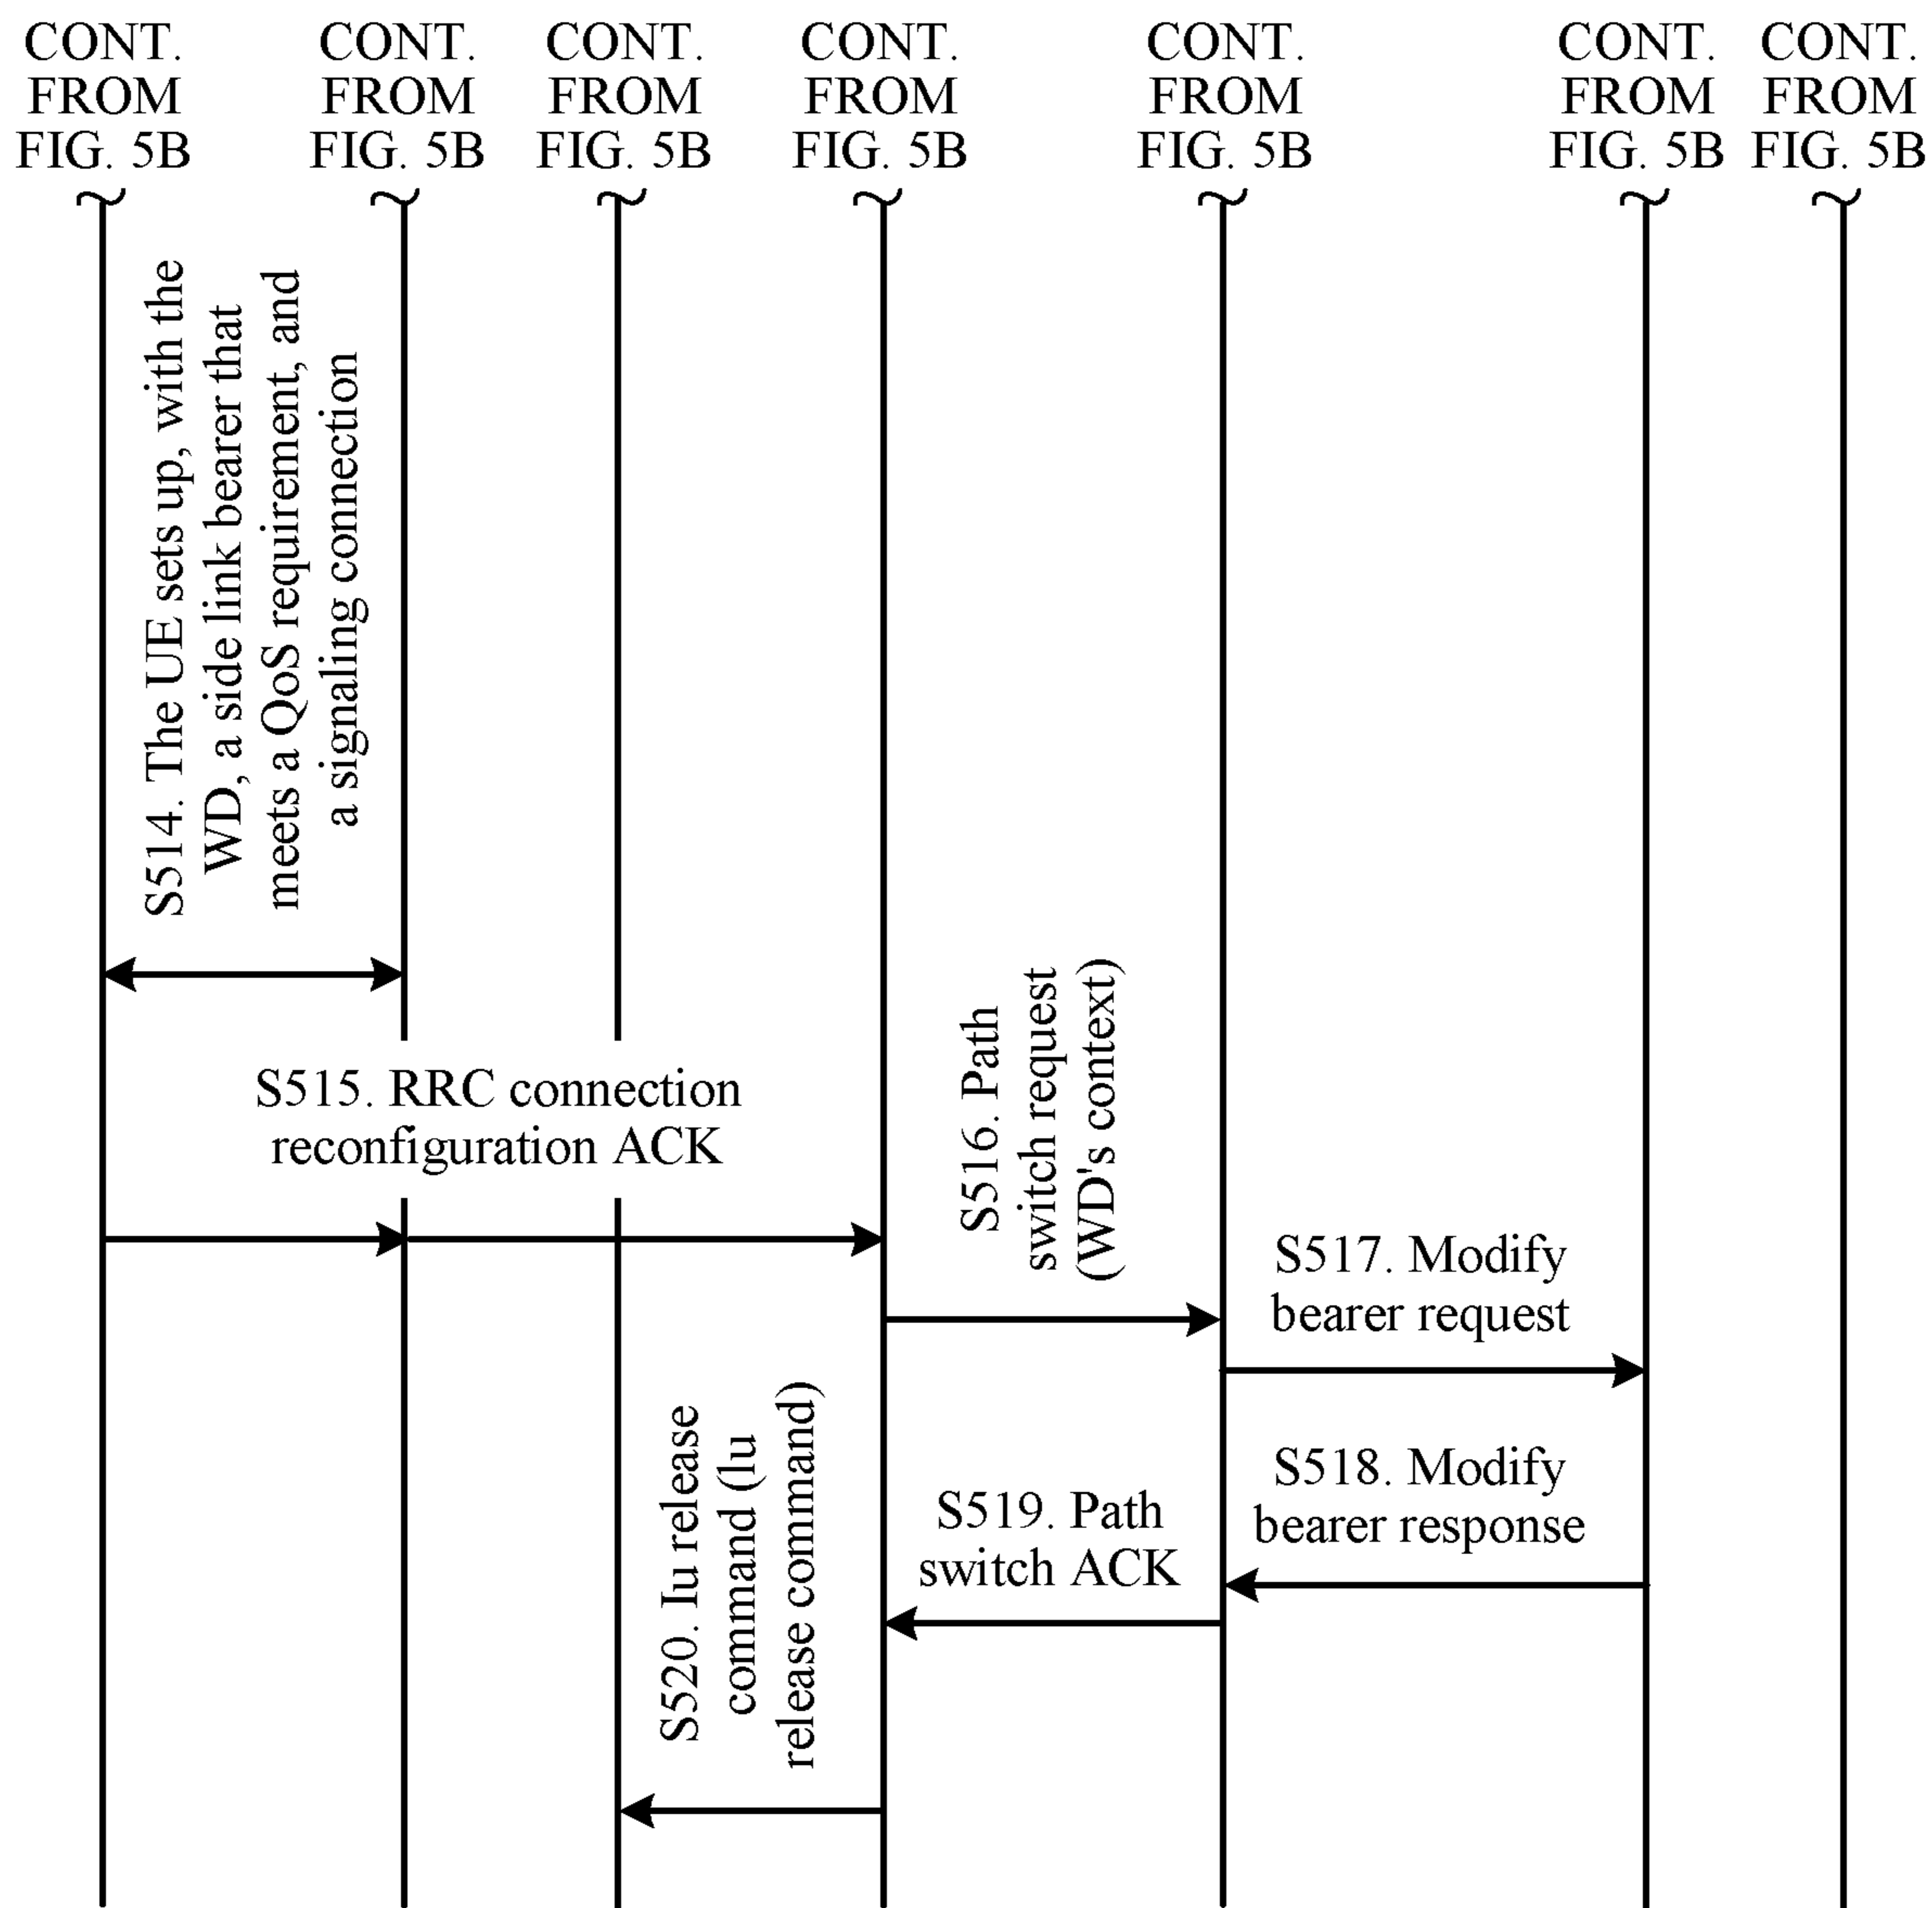 CONT.
FROM
FIG. 5B
CONT.
FROM
FIG. 5B
CONT.
FROM
FIG. 5B
CONT.
FROM
FIG. 5B
CONT.
FROM
FIG. 5B
CONT.
FROM
FIG. 5B
CONT.
FROM
FIG. 5B
S514. The UE sets up, with the
WD, a side link bearer that
meets a QoS requirement, and
a signaling connection
S515. RRC connection
reconfiguration ACK
S516. Path
switch request
(WD's context)
S517. Modify
bearer request
S518. Modify
bearer response
S519. Path
switch ACK
S520. Iu release
command (lu
release command)